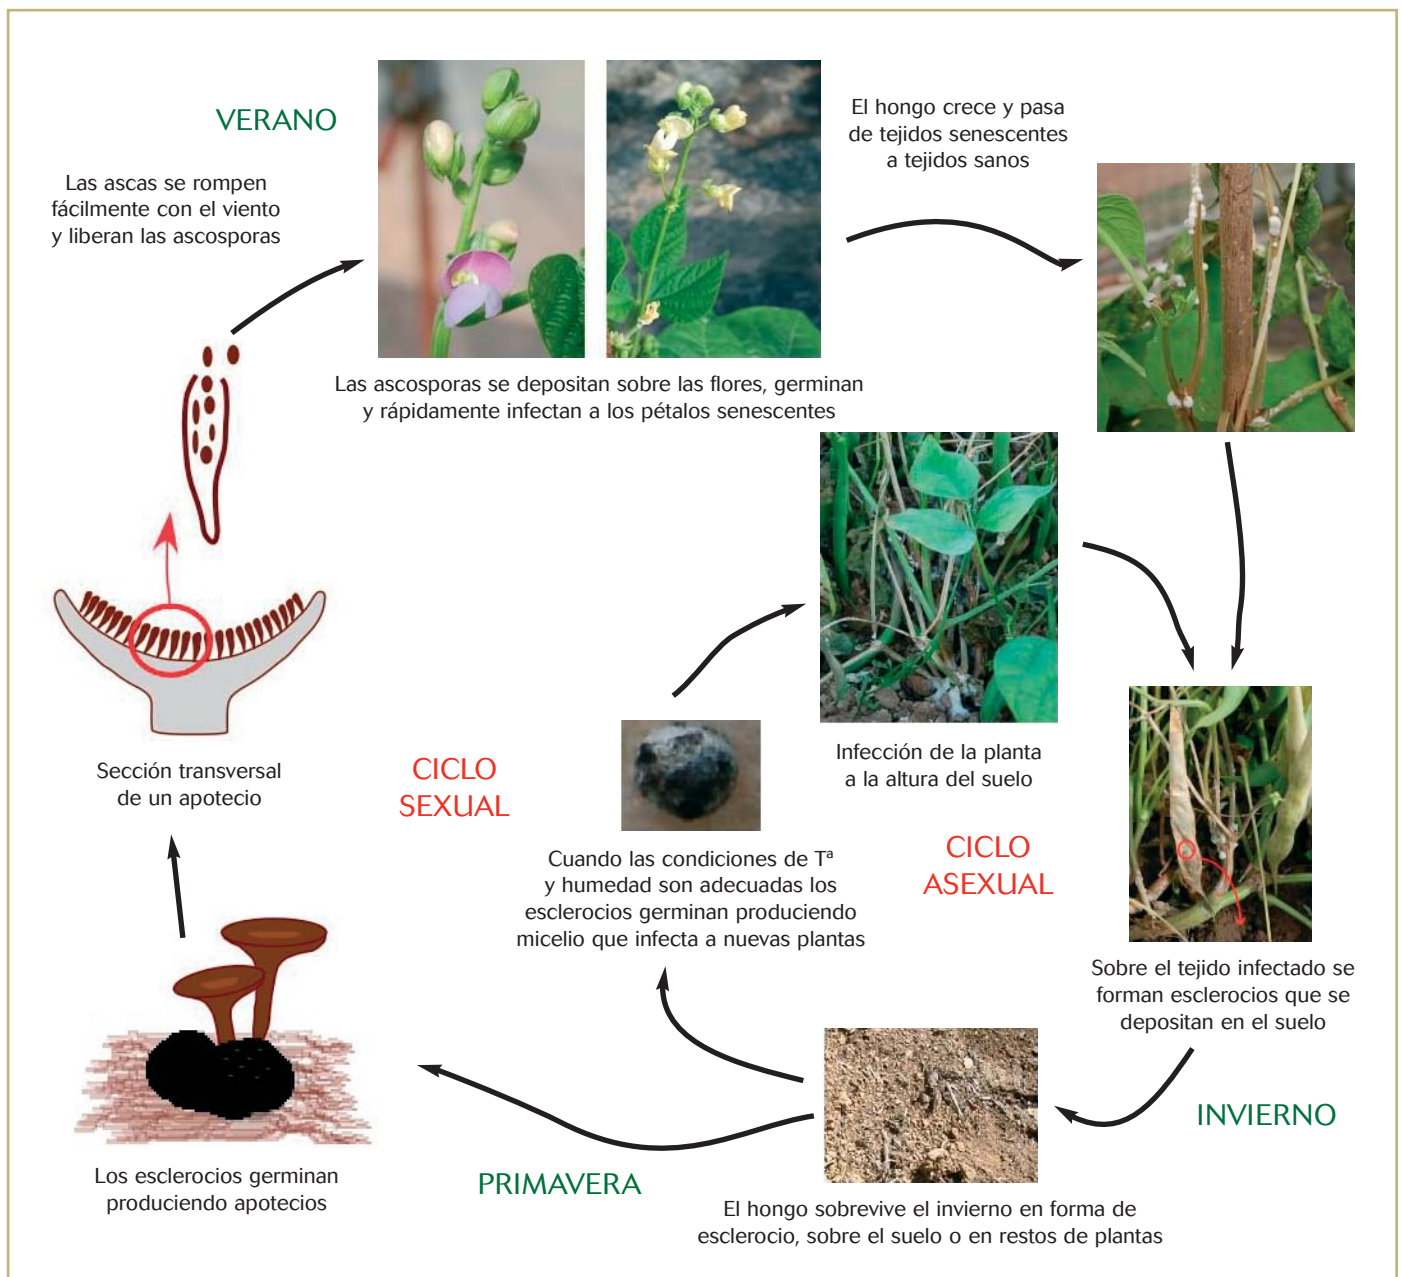 VERANO
Las ascas se rompen
fácilmente con el viento
y liberan las ascosporas
El hongo crece y pasa
de tejidos senescentes
a tejidos sanos
Las ascosporas se depositan sobre las flores, germinan
y rápidamente infectan a los pétalos senescentes
Infección de la planta
a la altura del suelo
Sección transversal
de un apotecio
CICLO
SEXUAL
Cuando las condiciones de Tª
y humedad son adecuadas los
esclerocios germinan produciendo
micelio que infecta a nuevas plantas
CICLO
ASEXUAL
Sobre el tejido infectado se
forman esclerocios que se
depositan en el suelo
INVIERNO
Los esclerocios germinan
produciendo apotecios
PRIMAVERA
El hongo sobrevive el invierno en forma de
esclerocio, sobre el suelo o en restos de plantas